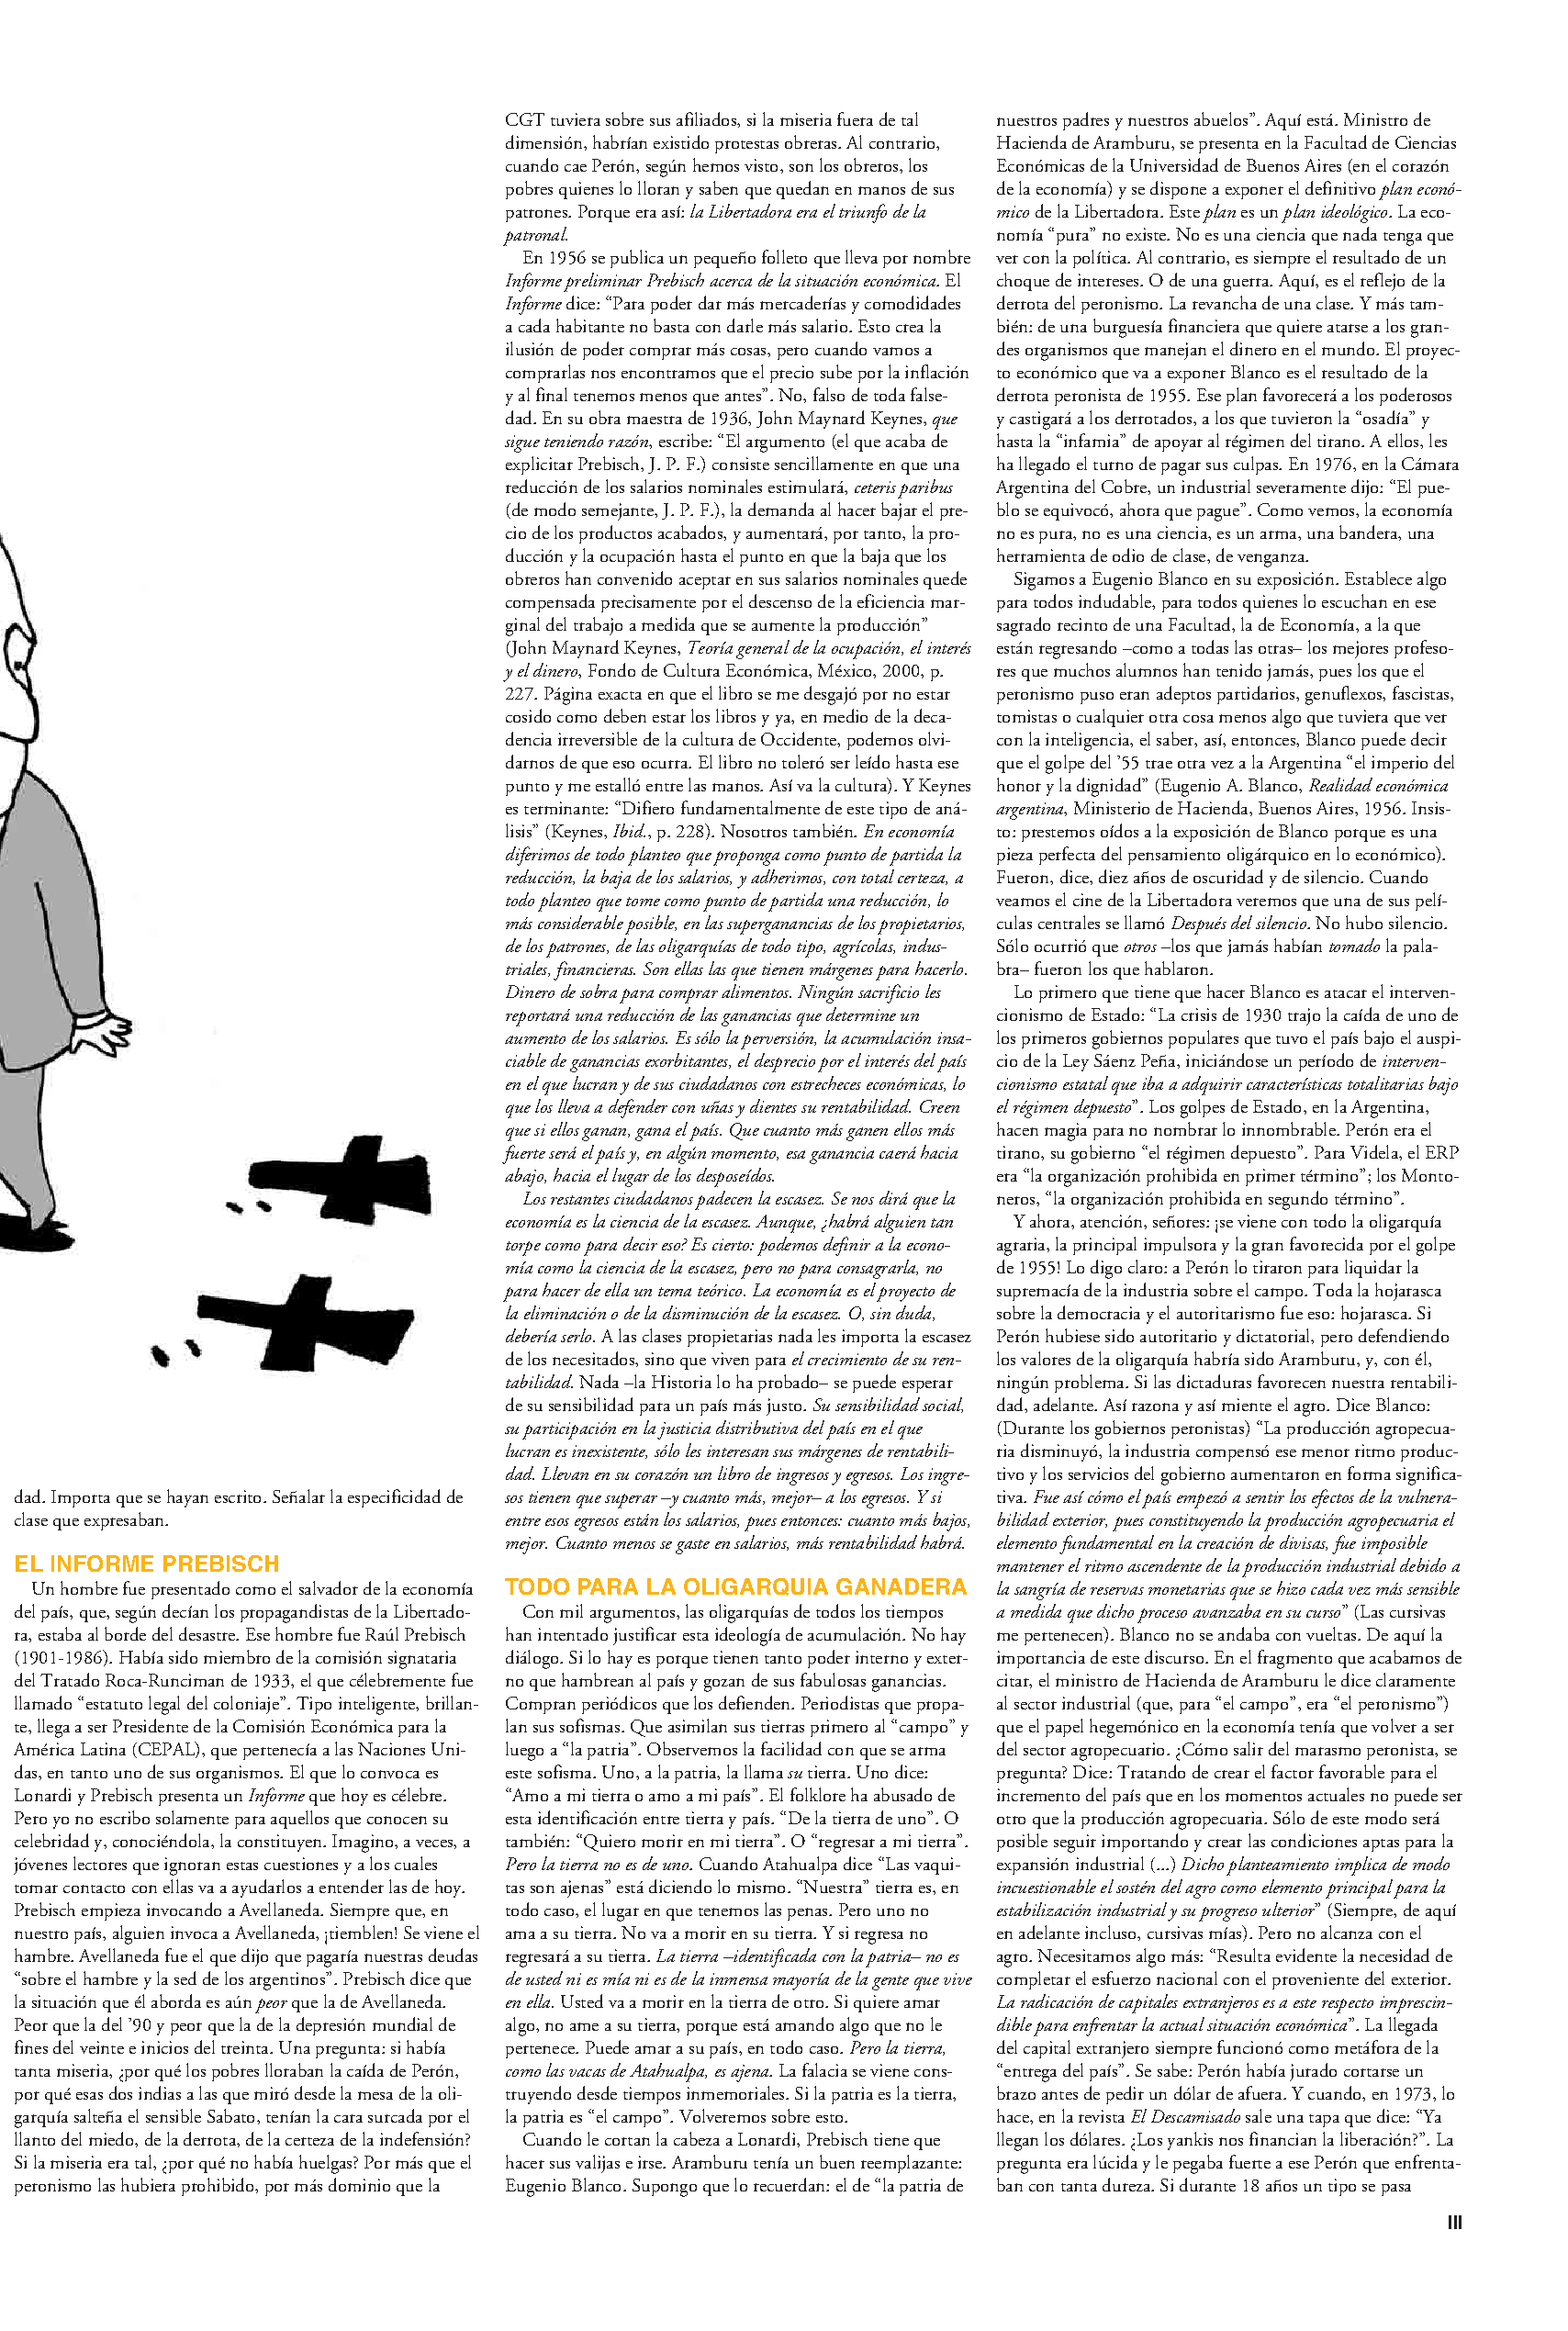 dad. Importa que se hayan escrito. Señalar la especificidad de
clase que expresaban.
EL INFORME PREBISCH
Un hombre fue presentado como el salvador de la economía
del país, que, según decían los propagandistas de la Libertado-
ra, estaba al borde del desastre. Ese hombre fue Raúl Prebisch
(1901-1986). Había sido miembro de la comisión signataria
del Tratado Roca-Runciman de 1933, el que célebremente fue
llamado “estatuto legal del coloniaje”. Tipo inteligente, brillan-
te, llega a ser Presidente de la Comisión Económica para la
América Latina (CEPAL), que pertenecía a las Naciones Uni-
das, en tanto uno de sus organismos. El que lo convoca es
Lonardi y Prebisch presenta un Informe que hoy es célebre.
Pero yo no escribo solamente para aquellos que conocen su
celebridad y, conociéndola, la constituyen. Imagino, a veces, a
jóvenes lectores que ignoran estas cuestiones y a los cuales
tomar contacto con ellas va a ayudarlos a entender las de hoy.
Prebisch empieza invocando a Avellaneda. Siempre que, en
nuestro país, alguien invoca a Avellaneda, ¡tiemblen! Se viene el
hambre. Avellaneda fue el que dijo que pagaría nuestras deudas
“sobre el hambre y la sed de los argentinos”. Prebisch dice que
la situación que él aborda es aún peor que la de Avellaneda.
Peor que la del ’90 y peor que la de la depresión mundial de
fines del veinte e inicios del treinta. Una pregunta: si había
tanta miseria, ¿por qué los pobres lloraban la caída de Perón,
por qué esas dos indias a las que miró desde la mesa de la oli-
garquía salteña el sensible Sabato, tenían la cara surcada por el
llanto del miedo, de la derrota, de la certeza de la indefensión?
Si la miseria era tal, ¿por qué no había huelgas? Por más que el
peronismo las hubiera prohibido, por más dominio que la
CGT tuviera sobre sus afiliados, si la miseria fuera de tal
dimensión, habrían existido protestas obreras. Al contrario,
cuando cae Perón, según hemos visto, son los obreros, los
pobres quienes lo lloran y saben que quedan en manos de sus
patrones. Porque era así: la Libertadora era el triunfo de la
patronal.
En 1956 se publica un pequeño folleto que lleva por nombre
Informe preliminar Prebisch acerca de la situación económica. El
Informe dice: “Para poder dar más mercaderías y comodidades
a cada habitante no basta con darle más salario. Esto crea la
ilusión de poder comprar más cosas, pero cuando vamos a
comprarlas nos encontramos que el precio sube por la inflación
y al final tenemos menos que antes”. No, falso de toda false-
dad. En su obra maestra de 1936, John Maynard Keynes, que
sigue teniendo razón, escribe: “El argumento (el que acaba de
explicitar Prebisch, J. P. F.) consiste sencillamente en que una
reducción de los salarios nominales estimulará, ceteris paribus
(de modo semejante, J. P. F.), la demanda al hacer bajar el pre-
cio de los productos acabados, y aumentará, por tanto, la pro-
ducción y la ocupación hasta el punto en que la baja que los
obreros han convenido aceptar en sus salarios nominales quede
compensada precisamente por el descenso de la eficiencia mar-
ginal del trabajo a medida que se aumente la producción”
(John Maynard Keynes, Teoría general de la ocupación, el interés
y el dinero, Fondo de Cultura Económica, México, 2000, p.
227. Página exacta en que el libro se me desgajó por no estar
cosido como deben estar los libros y ya, en medio de la deca-
dencia irreversible de la cultura de Occidente, podemos olvi-
darnos de que eso ocurra. El libro no toleró ser leído hasta ese
punto y me estalló entre las manos. Así va la cultura). Y Keynes
es terminante: “Difiero fundamentalmente de este tipo de aná-
lisis” (Keynes, Ibid., p. 228). Nosotros también. En economía
diferimos de todo planteo que proponga como punto de partida la
reducción, la baja de los salarios, y adherimos, con total certeza, a
todo planteo que tome como punto de partida una reducción, lo
más considerable posible, en las superganancias de los propietarios,
de los patrones, de las oligarquías de todo tipo, agrícolas, indus-
triales, financieras. Son ellas las que tienen márgenes para hacerlo.
Dinero de sobra para comprar alimentos. Ningún sacrificio les
reportará una reducción de las ganancias que determine un
aumento de los salarios. Es sólo la perversión, la acumulación insa-
ciable de ganancias exorbitantes, el desprecio por el interés del país
en el que lucran y de sus ciudadanos con estrecheces económicas, lo
que los lleva a defender con uñas y dientes su rentabilidad. Creen
que si ellos ganan, gana el país. Que cuanto más ganen ellos más
fuerte será el país y, en algún momento, esa ganancia caerá hacia
abajo, hacia el lugar de los desposeídos.
Los restantes ciudadanos padecen la escasez. Se nos dirá que la
economía es la ciencia de la escasez. Aunque, ¿habrá alguien tan
torpe como para decir eso? Es cierto: podemos definir a la econo-
mía como la ciencia de la escasez, pero no para consagrarla, no
para hacer de ella un tema teórico. La economía es el proyecto de
la eliminación o de la disminución de la escasez. O, sin duda,
debería serlo. A las clases propietarias nada les importa la escasez
de los necesitados, sino que viven para el crecimiento de su ren-
tabilidad. Nada –la Historia lo ha probado– se puede esperar
de su sensibilidad para un país más justo. Su sensibilidad social,
su participación en la justicia distributiva del país en el que
lucran es inexistente, sólo les interesan sus márgenes de rentabili-
dad. Llevan en su corazón un libro de ingresos y egresos. Los ingre-
sos tienen que superar –y cuanto más, mejor– a los egresos. Y si
entre esos egresos están los salarios, pues entonces: cuanto más bajos,
mejor. Cuanto menos se gaste en salarios, más rentabilidad habrá.
TODO PARA LA OLIGARQUIA GANADERA
Con mil argumentos, las oligarquías de todos los tiempos
han intentado justificar esta ideología de acumulación. No hay
diálogo. Si lo hay es porque tienen tanto poder interno y exter-
no que hambrean al país y gozan de sus fabulosas ganancias.
Compran periódicos que los defienden. Periodistas que propa-
lan sus sofismas. Que asimilan sus tierras primero al “campo” y
luego a “la patria”. Observemos la facilidad con que se arma
este sofisma. Uno, a la patria, la llama su tierra. Uno dice:
“Amo a mi tierra o amo a mi país”. El folklore ha abusado de
esta identificación entre tierra y país. “De la tierra de uno”. O
también: “Quiero morir en mi tierra”. O “regresar a mi tierra”.
Pero la tierra no es de uno. Cuando Atahualpa dice “Las vaqui-
tas son ajenas” está diciendo lo mismo. “Nuestra” tierra es, en
todo caso, el lugar en que tenemos las penas. Pero uno no
ama a su tierra. No va a morir en su tierra. Y si regresa no
regresará a su tierra. La tierra –identificada con la patria– no es
de usted ni es mía ni es de la inmensa mayoría de la gente que vive
en ella. Usted va a morir en la tierra de otro. Si quiere amar
algo, no ame a su tierra, porque está amando algo que no le
pertenece. Puede amar a su país, en todo caso. Pero la tierra,
como las vacas de Atahualpa, es ajena. La falacia se viene cons-
truyendo desde tiempos inmemoriales. Si la patria es la tierra,
la patria es “el campo”. Volveremos sobre esto.
Cuando le cortan la cabeza a Lonardi, Prebisch tiene que
hacer sus valijas e irse. Aramburu tenía un buen reemplazante:
Eugenio Blanco. Supongo que lo recuerdan: el de “la patria de
nuestros padres y nuestros abuelos”. Aquí está. Ministro de
Hacienda de Aramburu, se presenta en la Facultad de Ciencias
Económicas de la Universidad de Buenos Aires (en el corazón
de la economía) y se dispone a exponer el definitivo plan econó-
mico de la Libertadora. Este plan es un plan ideológico. La eco-
nomía “pura” no existe. No es una ciencia que nada tenga que
ver con la política. Al contrario, es siempre el resultado de un
choque de intereses. O de una guerra. Aquí, es el reflejo de la
derrota del peronismo. La revancha de una clase. Y más tam-
bién: de una burguesía financiera que quiere atarse a los gran-
des organismos que manejan el dinero en el mundo. El proyec-
to económico que va a exponer Blanco es el resultado de la
derrota peronista de 1955. Ese plan favorecerá a los poderosos
y castigará a los derrotados, a los que tuvieron la “osadía” y
hasta la “infamia” de apoyar al régimen del tirano. A ellos, les
ha llegado el turno de pagar sus culpas. En 1976, en la Cámara
Argentina del Cobre, un industrial severamente dijo: “El pue-
blo se equivocó, ahora que pague”. Como vemos, la economía
no es pura, no es una ciencia, es un arma, una bandera, una
herramienta de odio de clase, de venganza.
Sigamos a Eugenio Blanco en su exposición. Establece algo
para todos indudable, para todos quienes lo escuchan en ese
sagrado recinto de una Facultad, la de Economía, a la que
están regresando –como a todas las otras– los mejores profeso-
res que muchos alumnos han tenido jamás, pues los que el
peronismo puso eran adeptos partidarios, genuflexos, fascistas,
tomistas o cualquier otra cosa menos algo que tuviera que ver
con la inteligencia, el saber, así, entonces, Blanco puede decir
que el golpe del ’55 trae otra vez a la Argentina “el imperio del
honor y la dignidad” (Eugenio A. Blanco, Realidad económica
argentina, Ministerio de Hacienda, Buenos Aires, 1956. Insis-
to: prestemos oídos a la exposición de Blanco porque es una
pieza perfecta del pensamiento oligárquico en lo económico).
Fueron, dice, diez años de oscuridad y de silencio. Cuando
veamos el cine de la Libertadora veremos que una de sus pelí-
culas centrales se llamó Después del silencio. No hubo silencio.
Sólo ocurrió que otros –los que jamás habían tomado la pala-
bra– fueron los que hablaron.
Lo primero que tiene que hacer Blanco es atacar el interven-
cionismo de Estado: “La crisis de 1930 trajo la caída de uno de
los primeros gobiernos populares que tuvo el país bajo el auspi-
cio de la Ley Sáenz Peña, iniciándose un período de interven-
cionismo estatal que iba a adquirir características totalitarias bajo
el régimen depuesto”. Los golpes de Estado, en la Argentina,
hacen magia para no nombrar lo innombrable. Perón era el
tirano, su gobierno “el régimen depuesto”. Para Videla, el ERP
era “la organización prohibida en primer término”; los Monto-
neros, “la organización prohibida en segundo término”.
Y ahora, atención, señores: ¡se viene con todo la oligarquía
agraria, la principal impulsora y la gran favorecida por el golpe
de 1955! Lo digo claro: a Perón lo tiraron para liquidar la
supremacía de la industria sobre el campo. Toda la hojarasca
sobre la democracia y el autoritarismo fue eso: hojarasca. Si
Perón hubiese sido autoritario y dictatorial, pero defendiendo
los valores de la oligarquía habría sido Aramburu, y, con él,
ningún problema. Si las dictaduras favorecen nuestra rentabili-
dad, adelante. Así razona y así miente el agro. Dice Blanco:
(Durante los gobiernos peronistas) “La producción agropecua-
ria disminuyó, la industria compensó ese menor ritmo produc-
tivo y los servicios del gobierno aumentaron en forma significa-
tiva. Fue así cómo el país empezó a sentir los efectos de la vulnera-
bilidad exterior, pues constituyendo la producción agropecuaria el
elemento fundamental en la creación de divisas, fue imposible
mantener el ritmo ascendente de la producción industrial debido a
la sangría de reservas monetarias que se hizo cada vez más sensible
a medida que dicho proceso avanzaba en su curso” (Las cursivas
me pertenecen). Blanco no se andaba con vueltas. De aquí la
importancia de este discurso. En el fragmento que acabamos de
citar, el ministro de Hacienda de Aramburu le dice claramente
al sector industrial (que, para “el campo”, era “el peronismo”)
que el papel hegemónico en la economía tenía que volver a ser
del sector agropecuario. ¿Cómo salir del marasmo peronista, se
pregunta? Dice: Tratando de crear el factor favorable para el
incremento del país que en los momentos actuales no puede ser
otro que la producción agropecuaria. Sólo de este modo será
posible seguir importando y crear las condiciones aptas para la
expansión industrial (...) Dicho planteamiento implica de modo
incuestionable el sostén del agro como elemento principal para la
estabilización industrial y su progreso ulterior” (Siempre, de aquí
en adelante incluso, cursivas mías). Pero no alcanza con el
agro. Necesitamos algo más: “Resulta evidente la necesidad de
completar el esfuerzo nacional con el proveniente del exterior.
La radicación de capitales extranjeros es a este respecto imprescin-
dible para enfrentar la actual situación económica”. La llegada
del capital extranjero siempre funcionó como metáfora de la
“entrega del país”. Se sabe: Perón había jurado cortarse un
brazo antes de pedir un dólar de afuera. Y cuando, en 1973, lo
hace, en la revista El Descamisado sale una tapa que dice: “Ya
llegan los dólares. ¿Los yankis nos financian la liberación?”. La
pregunta era lúcida y le pegaba fuerte a ese Perón que enfrenta-
ban con tanta dureza. Si durante 18 años un tipo se pasa
III